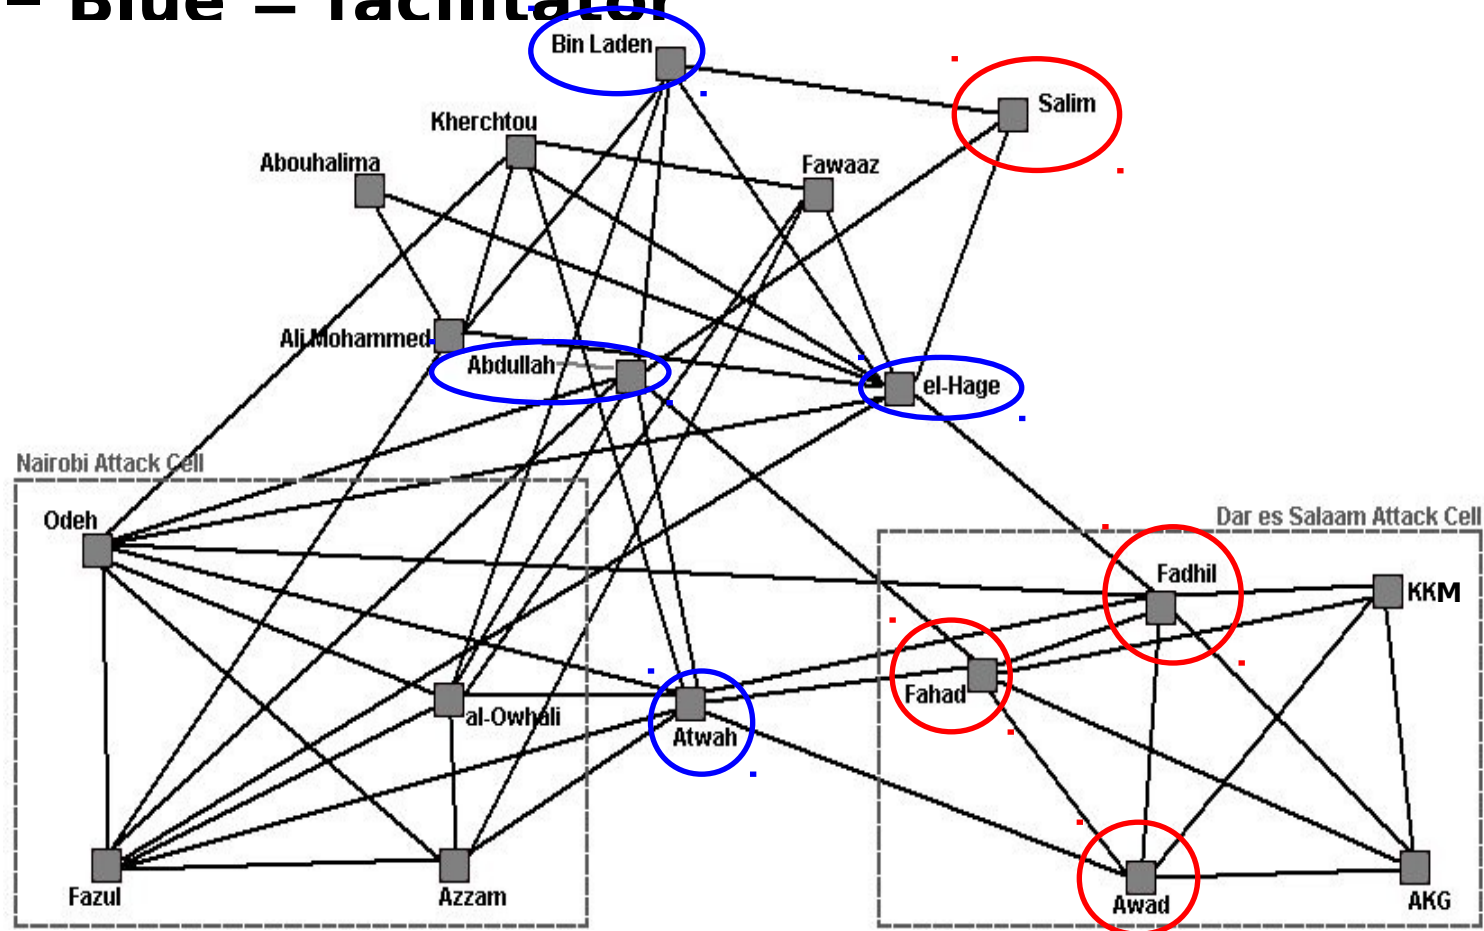 – Blue = facilitator
Bin Laden
Salim
Kherchtou
Abouhalima
Fawaaz
Ali Mohammed
Abdullah
el-Hage
Nairobi Attack Cell
Odeh
Dar es Salaam Attack Cell
Fadhil
KKM
Fahad
al-Owhali
Atwah
Fazul
Azzam
Awad
AKG